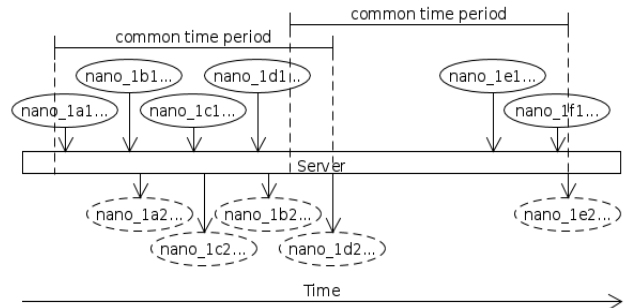 common time period
common time period
nano_1b1...
nano_1d1...
nano_1e1...
nano_1a1...
nano_1c1...
nano_1f1...
Server
nano_1a2...
nano_1b2...
nano_1e2...
nano_1c2...
nano_1d2...
Time